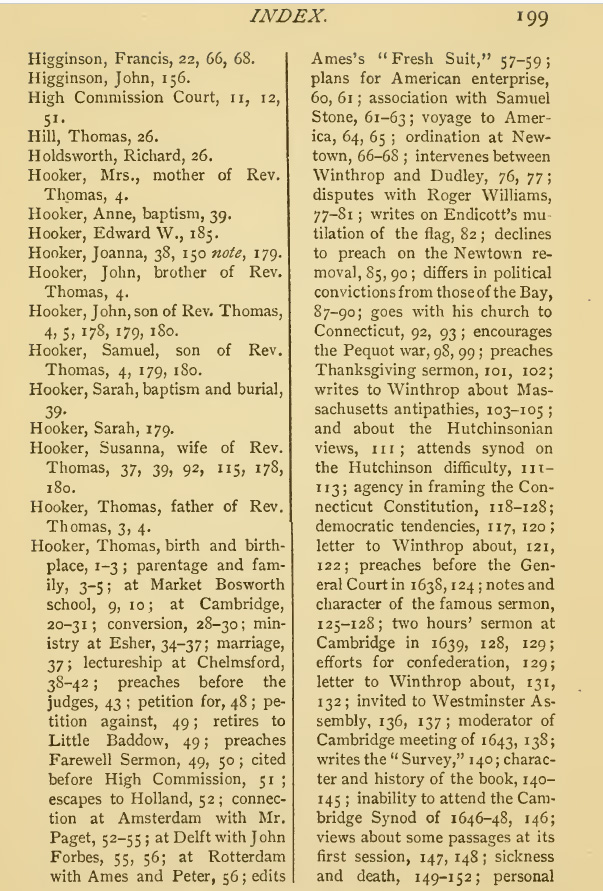 INDEX. 199
Higginson, Francis, 22, 66, 68.
Higginson, John, 156.
High Commission Court, 11, 12,
51.
Hill, Thomas, 26.
Holdsworth, Richard, 26.
Hooker, Mrs., mother of Rev.
Thomas, 4.
Hooker, Anne, baptism, 39.
Hooker, Edward W., 185.
Hooker, Joanna, 38, 150 note, 179.
Hooker, John, brother of Rev.
Thomas, 4.
Hooker, John, son of Rev. Thomas,
4, 5, 178, 179, 180.
Hooker, Samuel, son of Rev.
Thomas, 4, 179, 180.
Hooker, Sarah, baptism and burial,
39.
Hooker, Sarah, 179.
Hooker, Susanna, wife of Rev.
Thomas, 37, 39, 92, 115, 178,
180.
Hooker, Thomas, father of Rev.
Thomas, 3, 4.
Hooker, Thomas, birth and birth-
place, 1-3; parentage and fam-
ily, 3-5; at Market Bosworth
school, 9, 10; at Cambridge,
20-31; conversion, 28-30; min-
istry at Esher, 34-37; marriage,
37; lectureship at Chelmsford,
38-42; preaches before the
judges, 43; petition for, 48; pe-
tition against, 49; retires to
Little Baddow, 49; preaches
Farewell Sermon, 49, 50; cited
before High Commission, 51;
escapes to Holland, 52; connec-
tion at Amsterdam with Mr.
Paget, 52-55; at Delft with John
Forbes, 55, 56; at Rotterdam
with Ames and Peter, 56; edits
Ames's "Fresh Suit," 57-59;
plans for American enterprise,
60, 61; association with Samuel
Stone, 61-63; voyage to Amer-
ica, 64, 65; ordination at New-
town, 66-68; intervenes between
Winthrop and Dudley, 76, 77;
disputes with Roger Williams,
77-81; writes on Endicott's mu-
tilation of the flag, 82; declines
to preach on the Newtown re-
moval, 85, 90; differs in political
convictions from those of the Bay,
87-90; goes with his church to
Connecticut, 92, 93; encourages
the Pequot war, 98, 99; preaches
Thanksgiving sermon, 101, 102;
writes to Winthrop about Mas-
sachusetts antipathies, 103-105;
and about the Hutchinsonian
views, 111; attends synod on
the Hutchinson difficulty, 111-
113; agency in framing the Con-
necticut Constitution, 118-128;
democratic tendencies, 117, 120;
letter to Winthrop about, 121,
122; preaches before the Gen-
eral Court in 1638, 124; notes and
character of the famous sermon,
125-128; two hours' sermon at
Cambridge in 1639, 128, 129;
efforts for confederation, 129;
letter to Winthrop about, 131,
132; invited to Westminster As-
sembly, 136, 137; moderator of
Cambridge meeting of 1643, 138;
writes the "Survey," 140; charac-
ter and history of the book, 140-
145; inability to attend the Cam-
bridge Synod of 1646-48, 146;
views about some passages at its
first session, 147, 148; sickness
and death, 149-152; personal